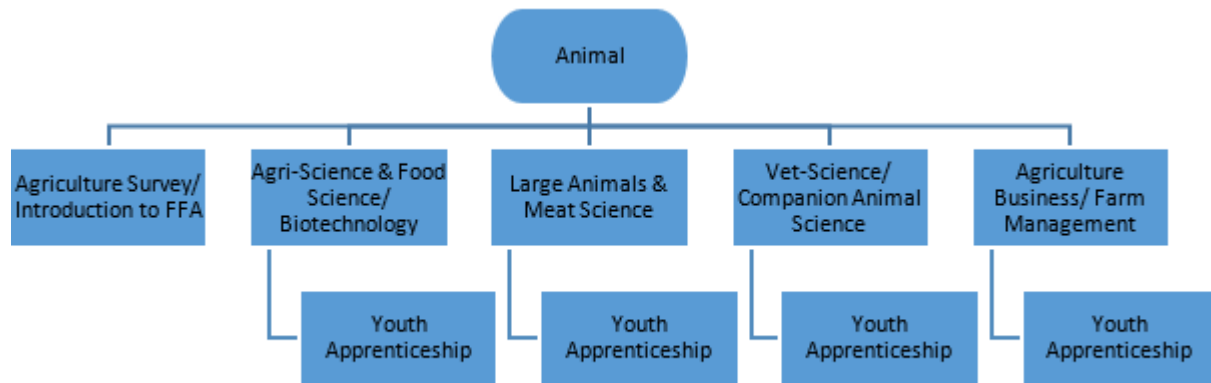 Animal
Agriculture Survey/
Introduction to FFA
Agri-Science & Food
Science/
Biotechnology
Large Animals &
Meat Science
Vet-Science/
Companion Animal
Science
Agriculture
Business/ Farm
Management
Youth
Apprenticeship
Youth
Apprenticeship
Youth
Apprenticeship
Youth
Apprenticeship